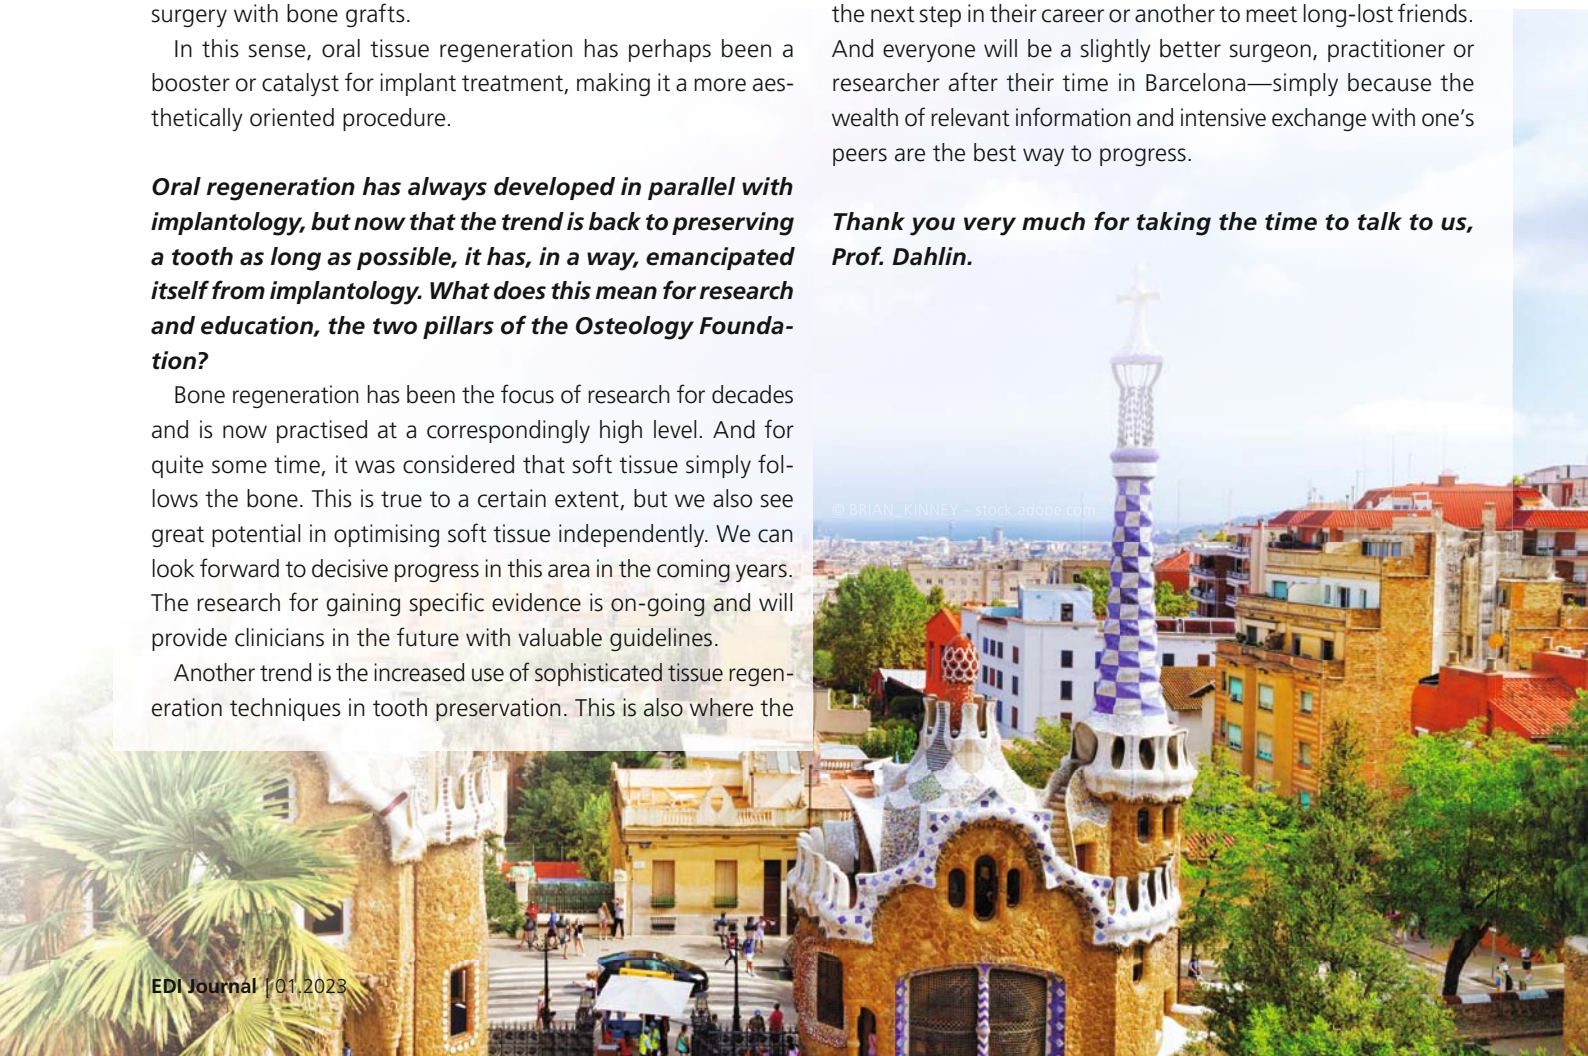 surgery with bone grafts.
In this sense, oral tissue regeneration has perhaps been a
booster or catalyst for implant treatment, making it a more aes-
thetically oriented procedure.
Oral regeneration has always developed in parallel with
implantology, but now that the trend is back to preserving
a tooth as long as possible, it has, in a way, emancipated
itself from implantology. What does this mean for research
and education, the two pillars of the Osteology Founda-
tion?
Bone regeneration has been the focus of research for decades
and is now practised at a correspondingly high level. And for
quite some time, it was considered that soft tissue simply fol-
lows the bone. This is true to a certain extent, but we also see
great potential in optimising soft tissue independently. We can
look forward to decisive progress in this area in the coming years.
The research for gaining specific evidence is on-going and will
provide clinicians in the future with valuable guidelines.
Another trend is the increased use of sophisticated tissue regen-
eration techniques in tooth preservation. This is also where the
the next step in their career or another to meet long-lost friends.
And everyone will be a slightly better surgeon, practitioner or
researcher after their time in Barcelona—simply because the
wealth of relevant information and intensive exchange with one’s
peers are the best way to progress.
Thank you very much for taking the time to talk to us,
Prof. Dahlin.
© BRIAN_KINNEY – stock.adobe.com
EDI Journal | 01.2023